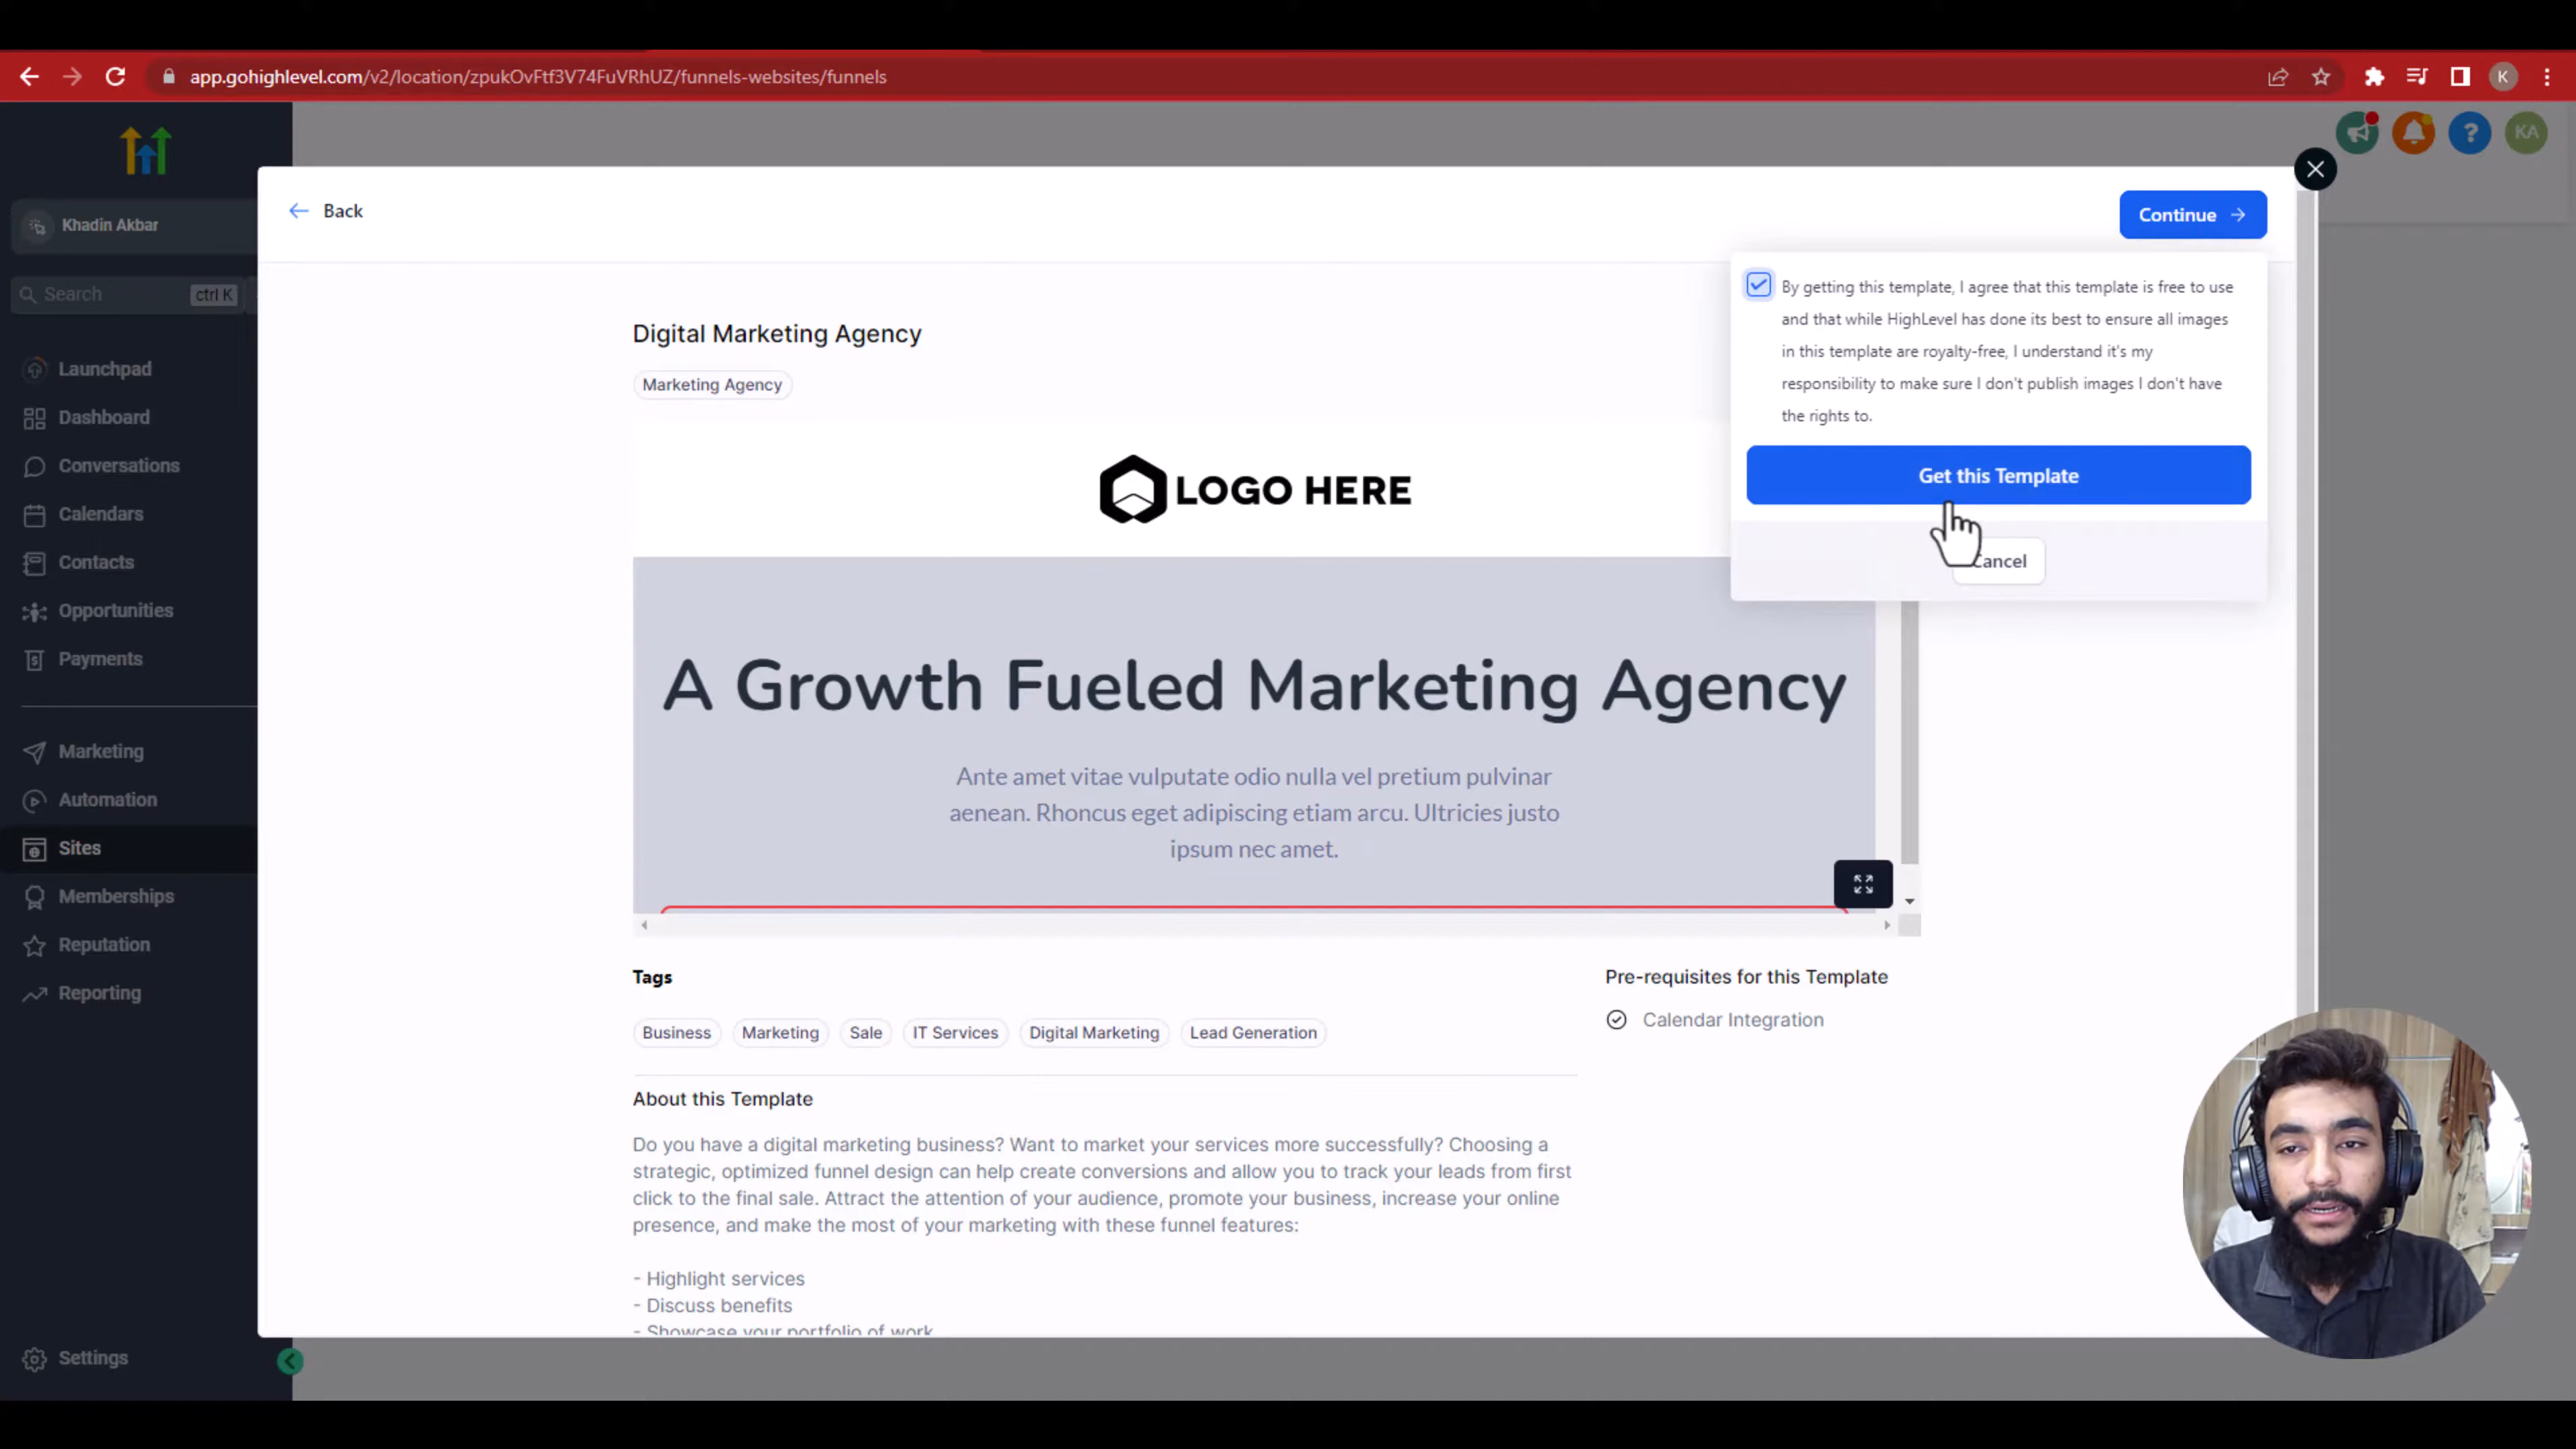 app.gohighlevel.com/v2/location/zpukOvFtf3V74FuVRhUZ/funnels-websites/funnels
K
KA
Khadin Akbar
Search
ctrl K
Launchpad
Dashboard
Conversations
Calendars
Contacts
Opportunities
Payments
Marketing
Automation
Sites
Memberships
Reputation
Reporting
Settings
Back
Continue
By getting this template, I agree that this template is free to use
and that while HighLevel has done its best to ensure all images
in this template are royalty-free, I understand it's my
responsibility to make sure I don't publish images I don't have
the rights to.
Get this Template
Cancel
Digital Marketing Agency
Marketing Agency
LOGO HERE
A Growth Fueled Marketing Agency
Ante amet vitae vulputate odio nulla vel pretium pulvinar
aenean. Rhoncus eget adipiscing etiam arcu. Ultricies justo
ipsum nec amet.
Tags
Business
Marketing
Sale
IT Services
Digital Marketing
Lead Generation
Pre-requisites for this Template
Calendar Integration
About this Template
Do you have a digital marketing business? Want to market your services more successfully? Choosing a
strategic, optimized funnel design can help create conversions and allow you to track your leads from first
click to the final sale. Attract the attention of your audience, promote your business, increase your online
presence, and make the most of your marketing with these funnel features:
- Highlight services
- Discuss benefits
- Showcase your portfolio of work